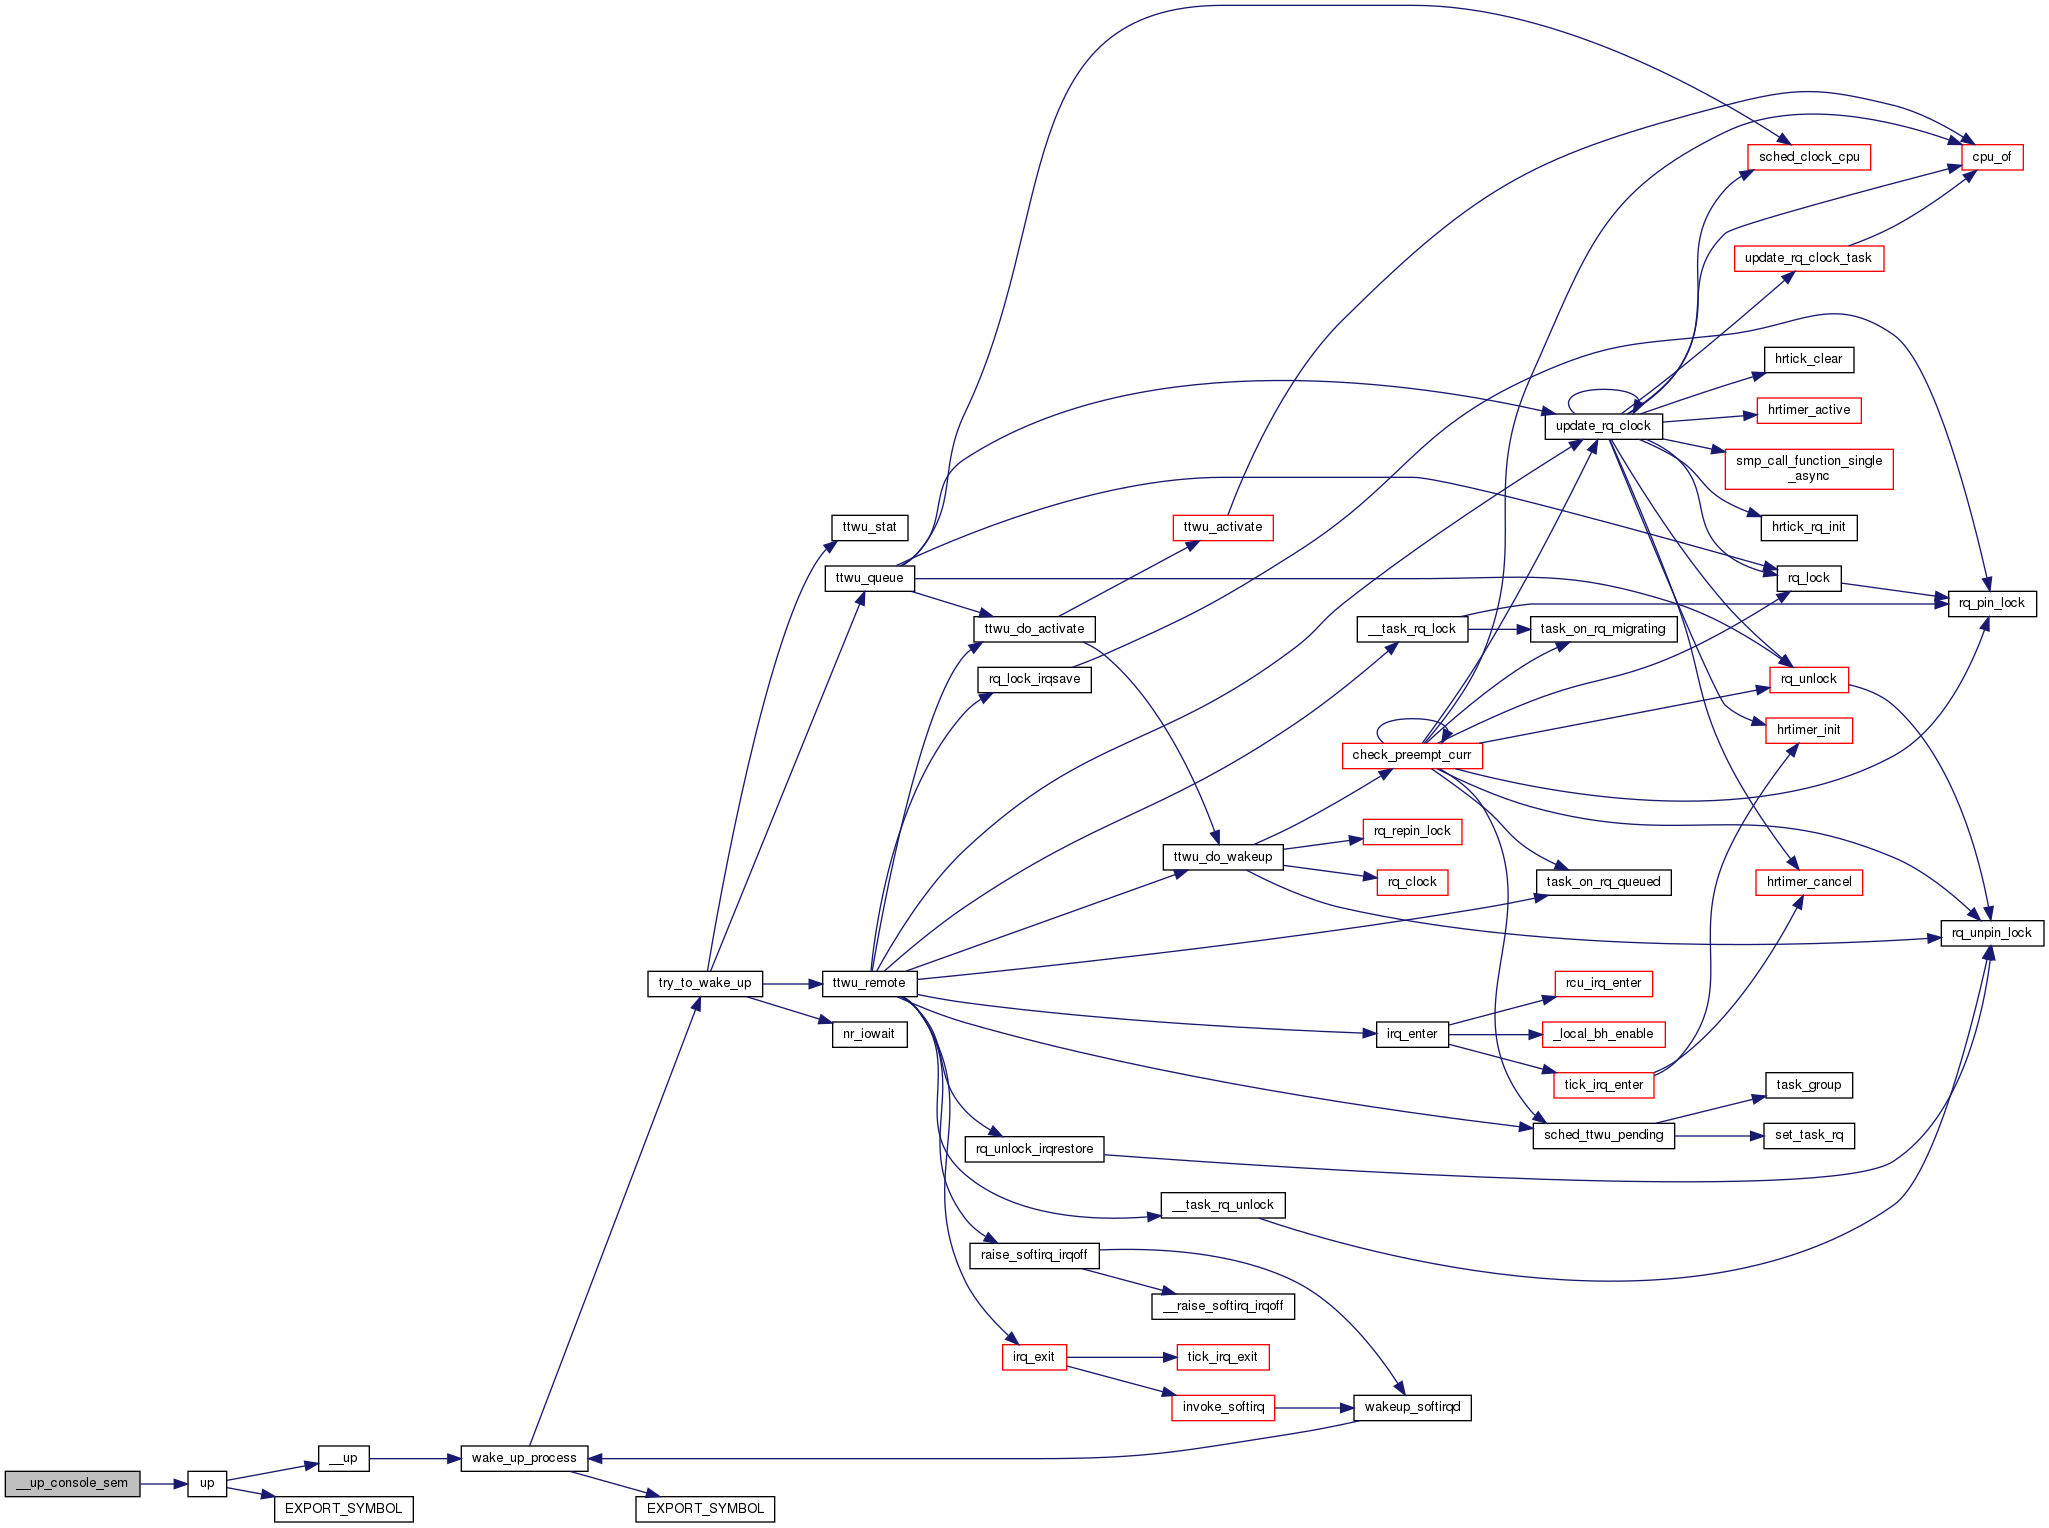 sched_clock_cpu
cpu_of
update_rq_clock_task
hrtick_clear
hrtimer_active
update_rq_clock
smp_call_function_single
_async
ttwu_stat
ttwu_activate
hrtick_rq_init
ttwu_queue
rq_lock
rq_pin_lock
ttwu_do_activate
__task_rq_lock
task_on_rq_migrating
rq_lock_irqsave
rq_unlock
hrtimer_init
check_preempt_curr
rq_repin_lock
ttwu_do_wakeup
rq_clock
task_on_rq_queued
hrtimer_cancel
rq_unpin_lock
try_to_wake_up
ttwu_remote
rcu_irq_enter
nr_iowait
irq_enter
_local_bh_enable
tick_irq_enter
task_group
sched_ttwu_pending
set_task_rq
rq_unlock_irqrestore
__task_rq_unlock
raise_softirq_irqoff
__raise_softirq_irqoff
irq_exit
tick_irq_exit
invoke_softirq
wakeup_softirqd
__up
wake_up_process
__up_console_sem
up
EXPORT_SYMBOL
EXPORT_SYMBOL